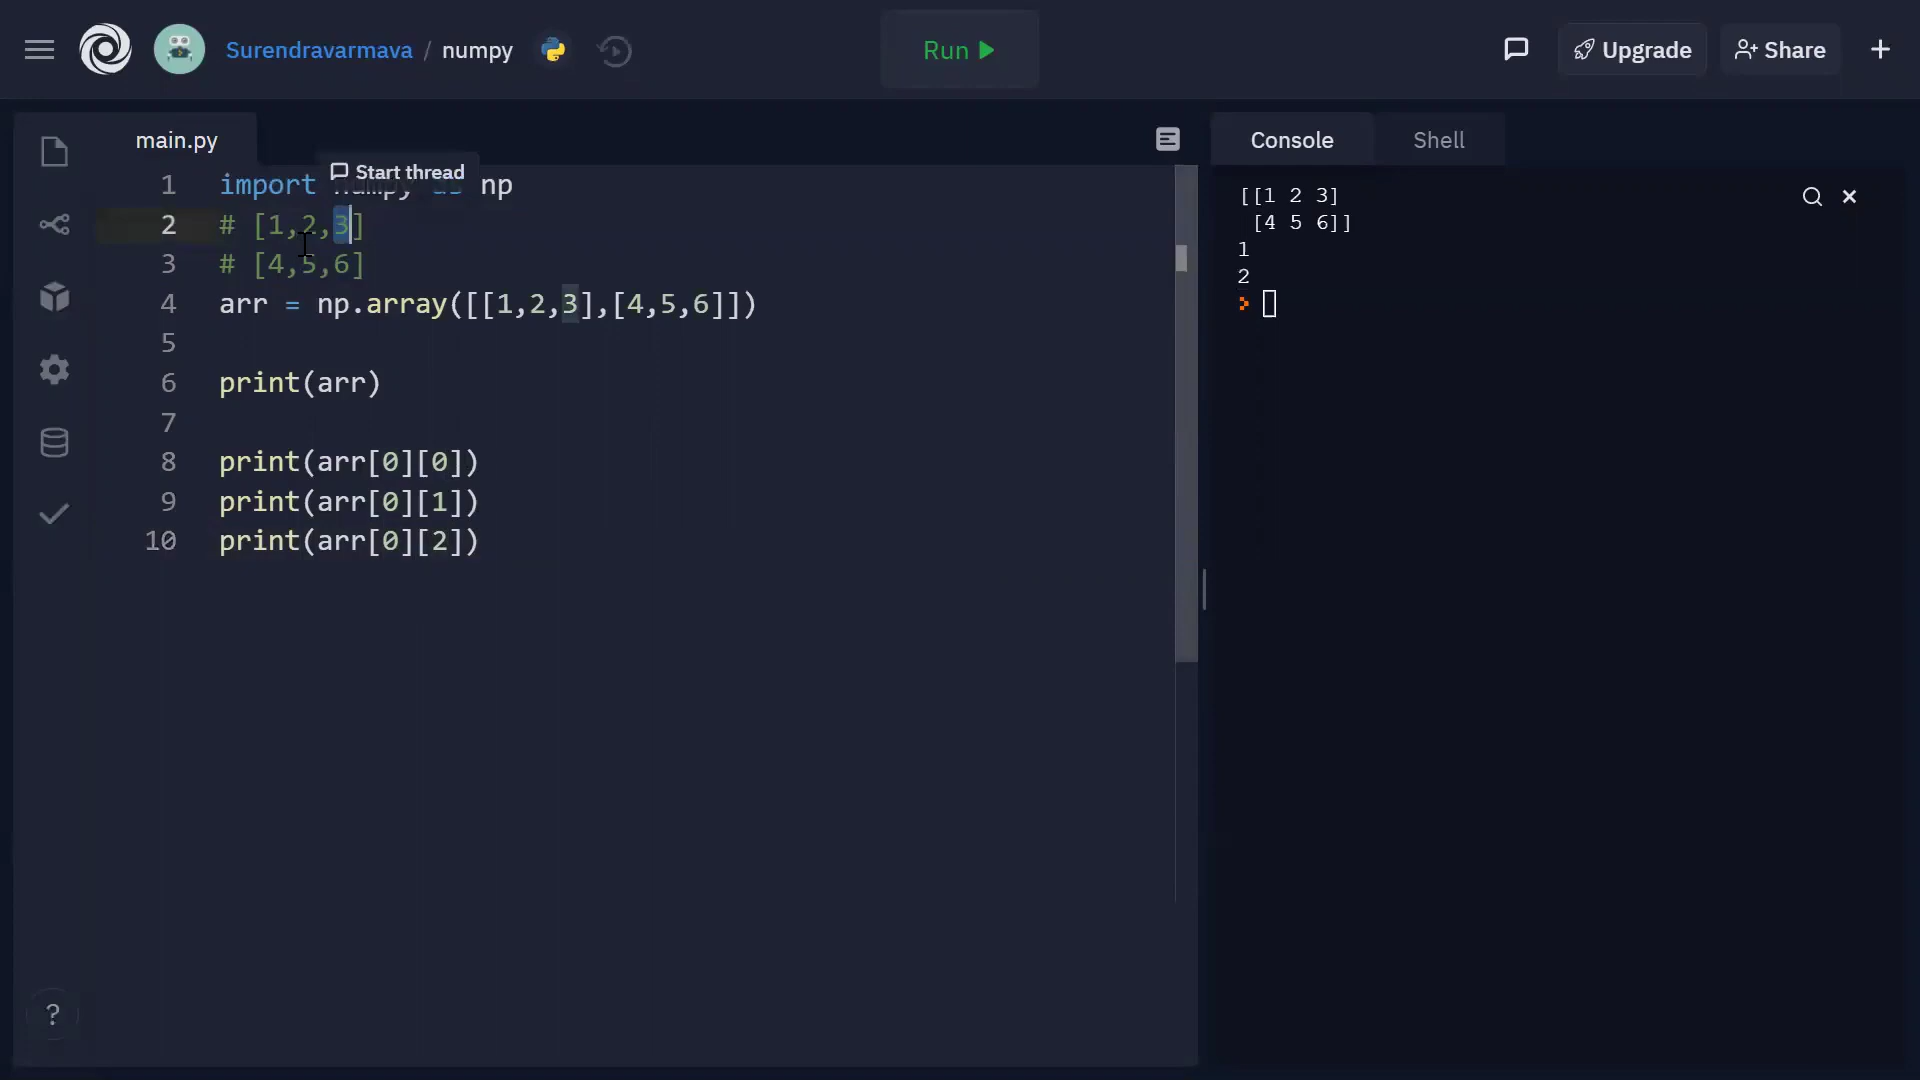 Surendravarmava / numpy
Run
Upgrade
Share
main.py
Start thread
1 import numpy as np
2 # [1,2,3]
3 # [4,5,6]
4 arr = np.array([[1,2,3],[4,5,6]])
5
6 print(arr)
7
8 print(arr[0][0])
9 print(arr[0][1])
10 print(arr[0][2])
?
Console
Shell
[[1 2 3]
[4 5 6]]
1
2